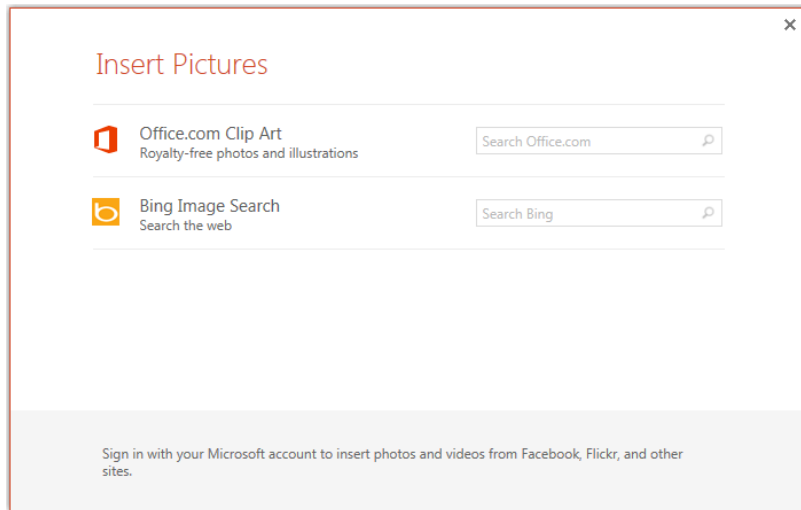 Insert Pictures
Office.com Clip Art
Royalty-free photos and illustrations
Search Office.com
Bing Image Search
Search the web
Search Bing
Sign in with your Microsoft account to insert photos and videos from Facebook, Flickr, and other
sites.